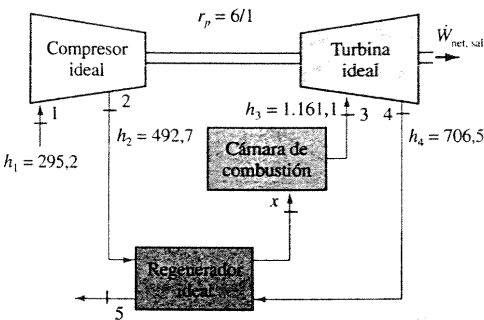 r_p = 6/1
Compresor
ideal
Turbina
ideal
Ẇ_net, sal
1
2
h_3 = 1.161,1
3
4
h_1 = 295,2
h_2 = 492,7
h_4 = 706,5
Cámara de
combustión
x
Regenerador
ideal
5